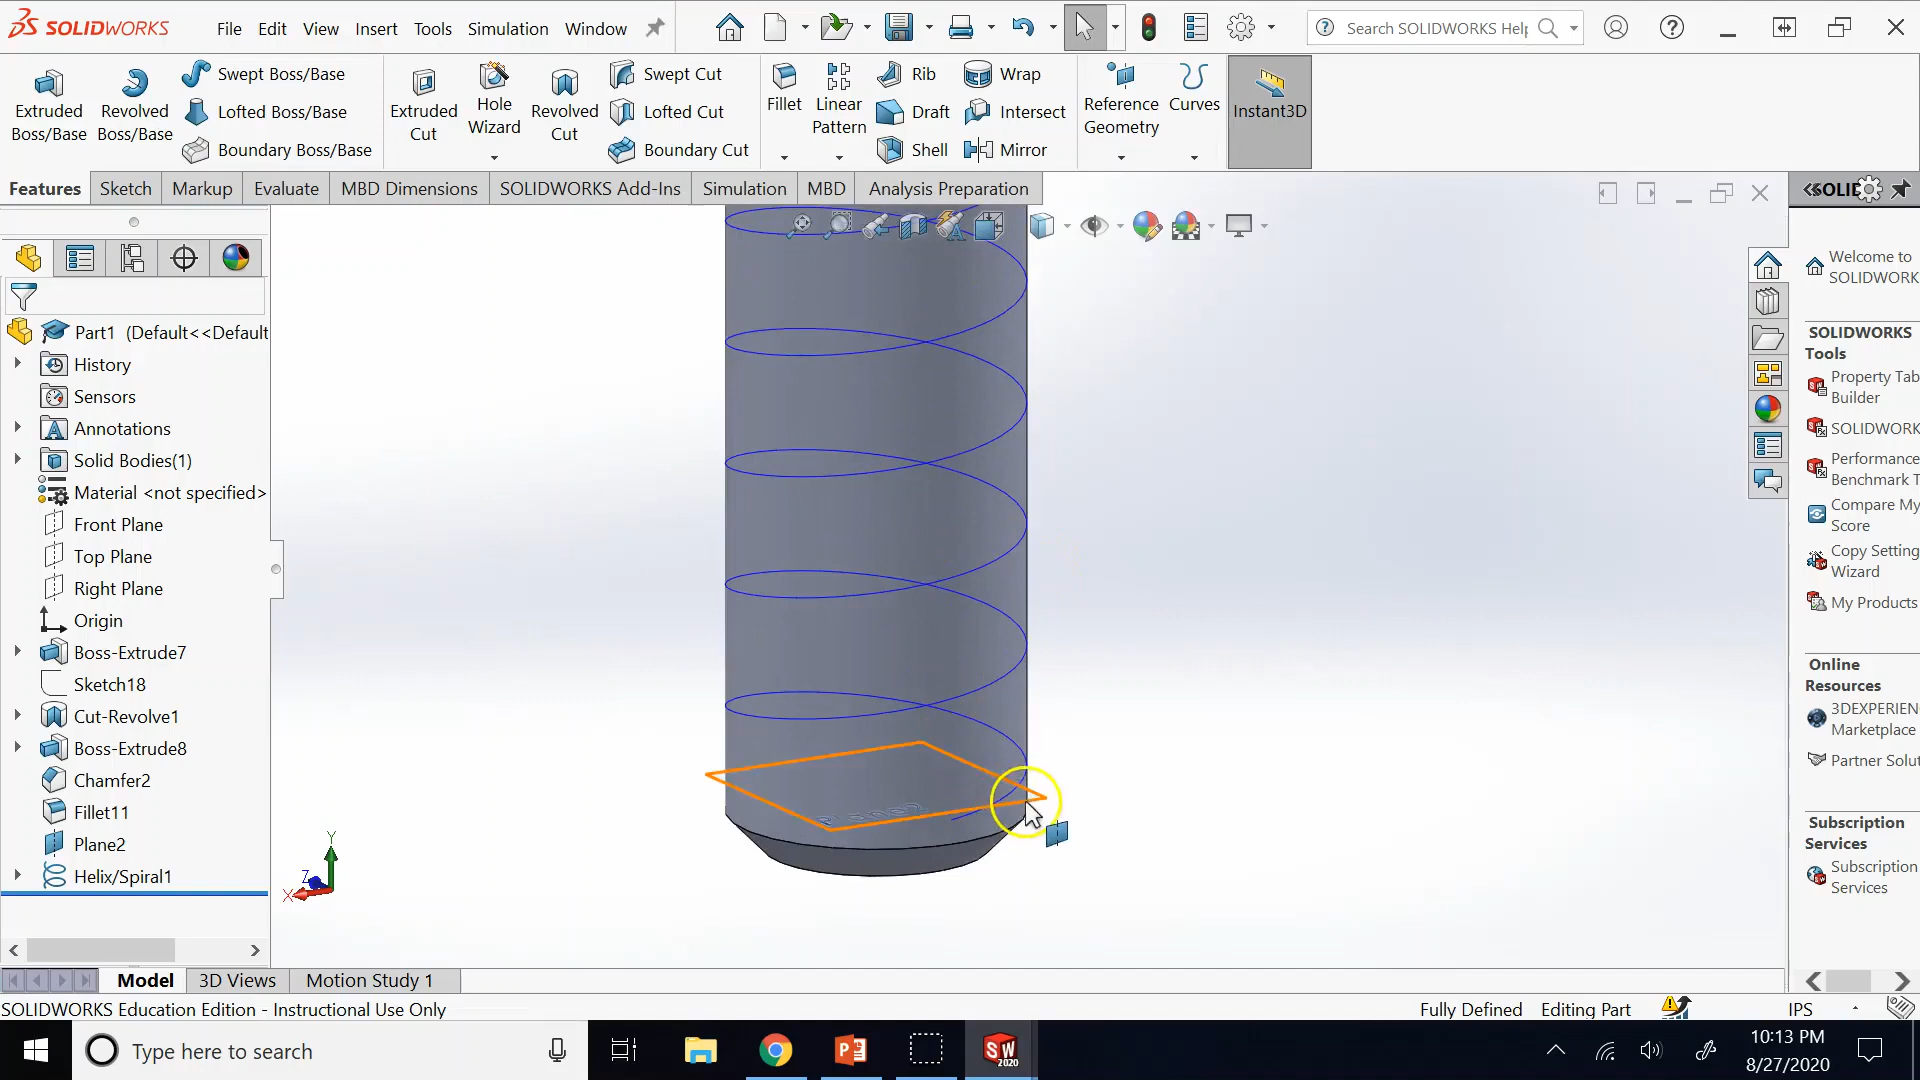 SOLIDWORKS
File Edit View Insert Tools Simulation Window
Search SOLIDWORKS Help
Extruded Boss/Base
Revolved Boss/Base
Swept Boss/Base
Lofted Boss/Base
Boundary Boss/Base
Extruded Cut
Hole Wizard
Revolved Cut
Swept Cut
Lofted Cut
Boundary Cut
Fillet
Linear Pattern
Rib
Draft
Shell
Wrap
Intersect
Mirror
Reference Geometry
Curves
Instant3D
Features Sketch Markup Evaluate MBD Dimensions SOLIDWORKS Add-Ins Simulation MBD Analysis Preparation
SOLID
Part1 (Default<<Default
History
Sensors
Annotations
Solid Bodies(1)
Material <not specified>
Front Plane
Top Plane
Right Plane
Origin
Boss-Extrude7
Sketch18
Cut-Revolve1
Boss-Extrude8
Chamfer2
Fillet11
Plane2
Helix/Spiral1
Y
Z
X
Welcome to
SOLIDWORK
SOLIDWORKS
Tools
Property Tab
Builder
SOLIDWORK
Performance
Benchmark T
Compare My
Score
Copy Setting
Wizard
My Products
Online
Resources
3DEXPERIEN
Marketplace
Partner Solut
Subscription
Services
Subscription
Services
Model 3D Views Motion Study 1
SOLIDWORKS Education Edition - Instructional Use Only
Fully Defined Editing Part IPS
Type here to search
SW
2020
10:13 PM
8/27/2020